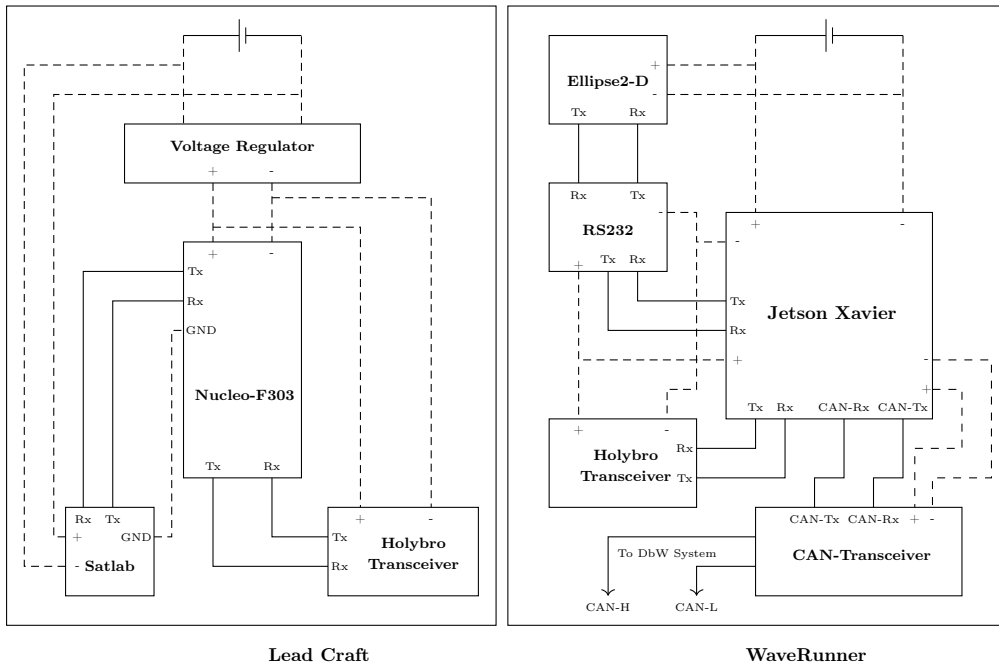 Voltage Regulator
+ -
+ -
Tx
Rx
GND
Nucleo-F303
Tx Rx
Rx Tx
+ GND
-
Satlab
+ -
Tx
Rx
Holybro
Transceiver
Lead Craft
+
-
Ellipse2-D
Tx Rx
Rx Tx
-
RS232
+ Tx Rx
+ -
-
Jetson Xavier
Tx
Rx
+
-
+
Tx Rx CAN-Rx CAN-Tx
+ -
Rx
Tx
Holybro
Transceiver
CAN-Tx CAN-Rx + -
CAN-Transceiver
To DbW System
CAN-H CAN-L
WaveRunner